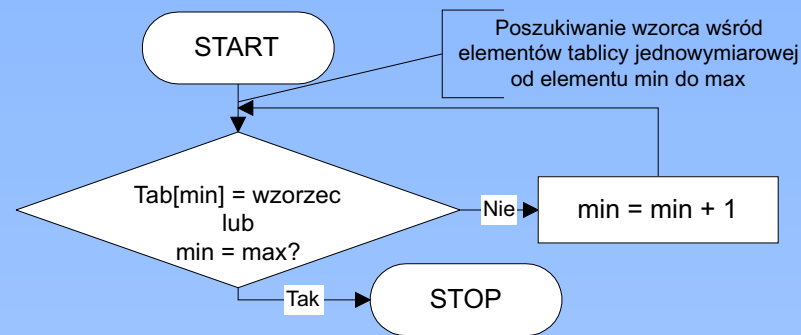 START
Poszukiwanie wzorca wśród
elementów tablicy jednowymiarowej
od elementu min do max
Tab[min] = wzorzec
lub
min = max?
Nie
min = min + 1
Tak
STOP